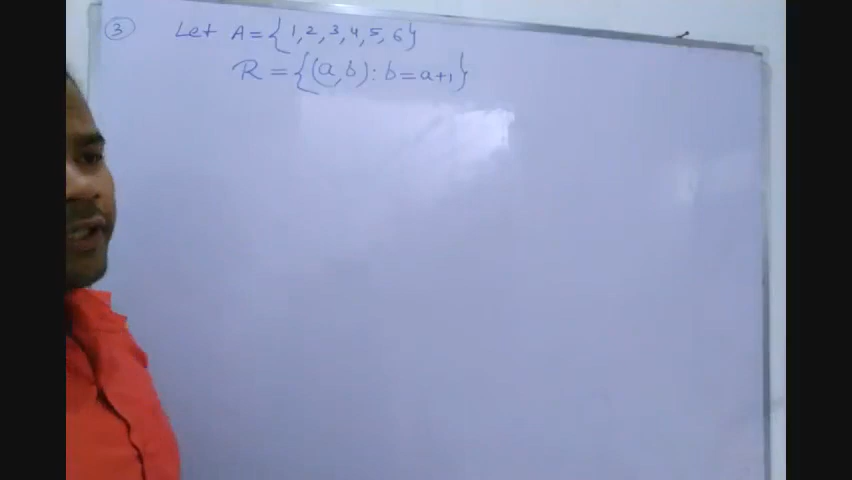 ③ Let A = {1,2,3,4,5,6}
R = {(a,b) : b = a+1}